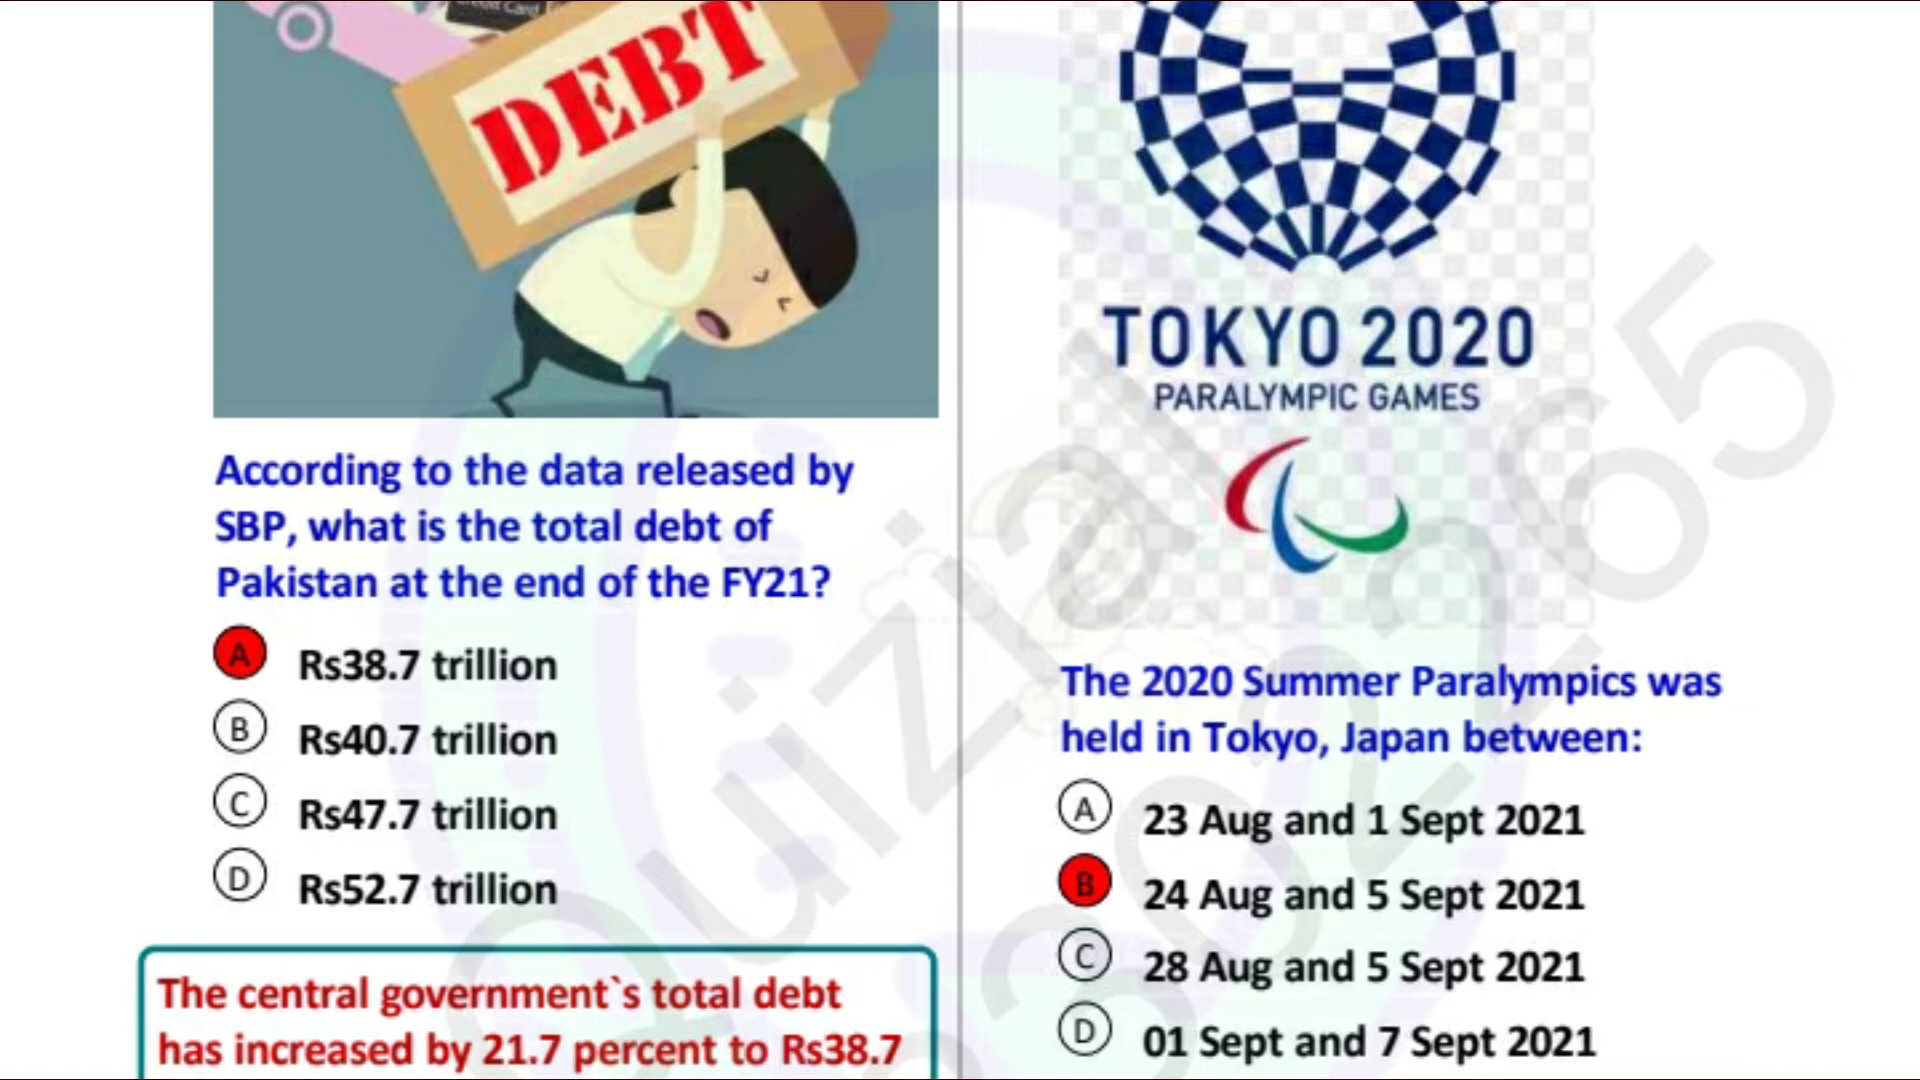 Credit Card
DEBT
According to the data released by
SBP, what is the total debt of
Pakistan at the end of the FY21?
A Rs38.7 trillion
B Rs40.7 trillion
C Rs47.7 trillion
D Rs52.7 trillion
The central government`s total debt
has increased by 21.7 percent to Rs38.7
TOKYO 2020
PARALYMPIC GAMES
The 2020 Summer Paralympics was
held in Tokyo, Japan between:
A 23 Aug and 1 Sept 2021
B 24 Aug and 5 Sept 2021
C 28 Aug and 5 Sept 2021
D 01 Sept and 7 Sept 2021